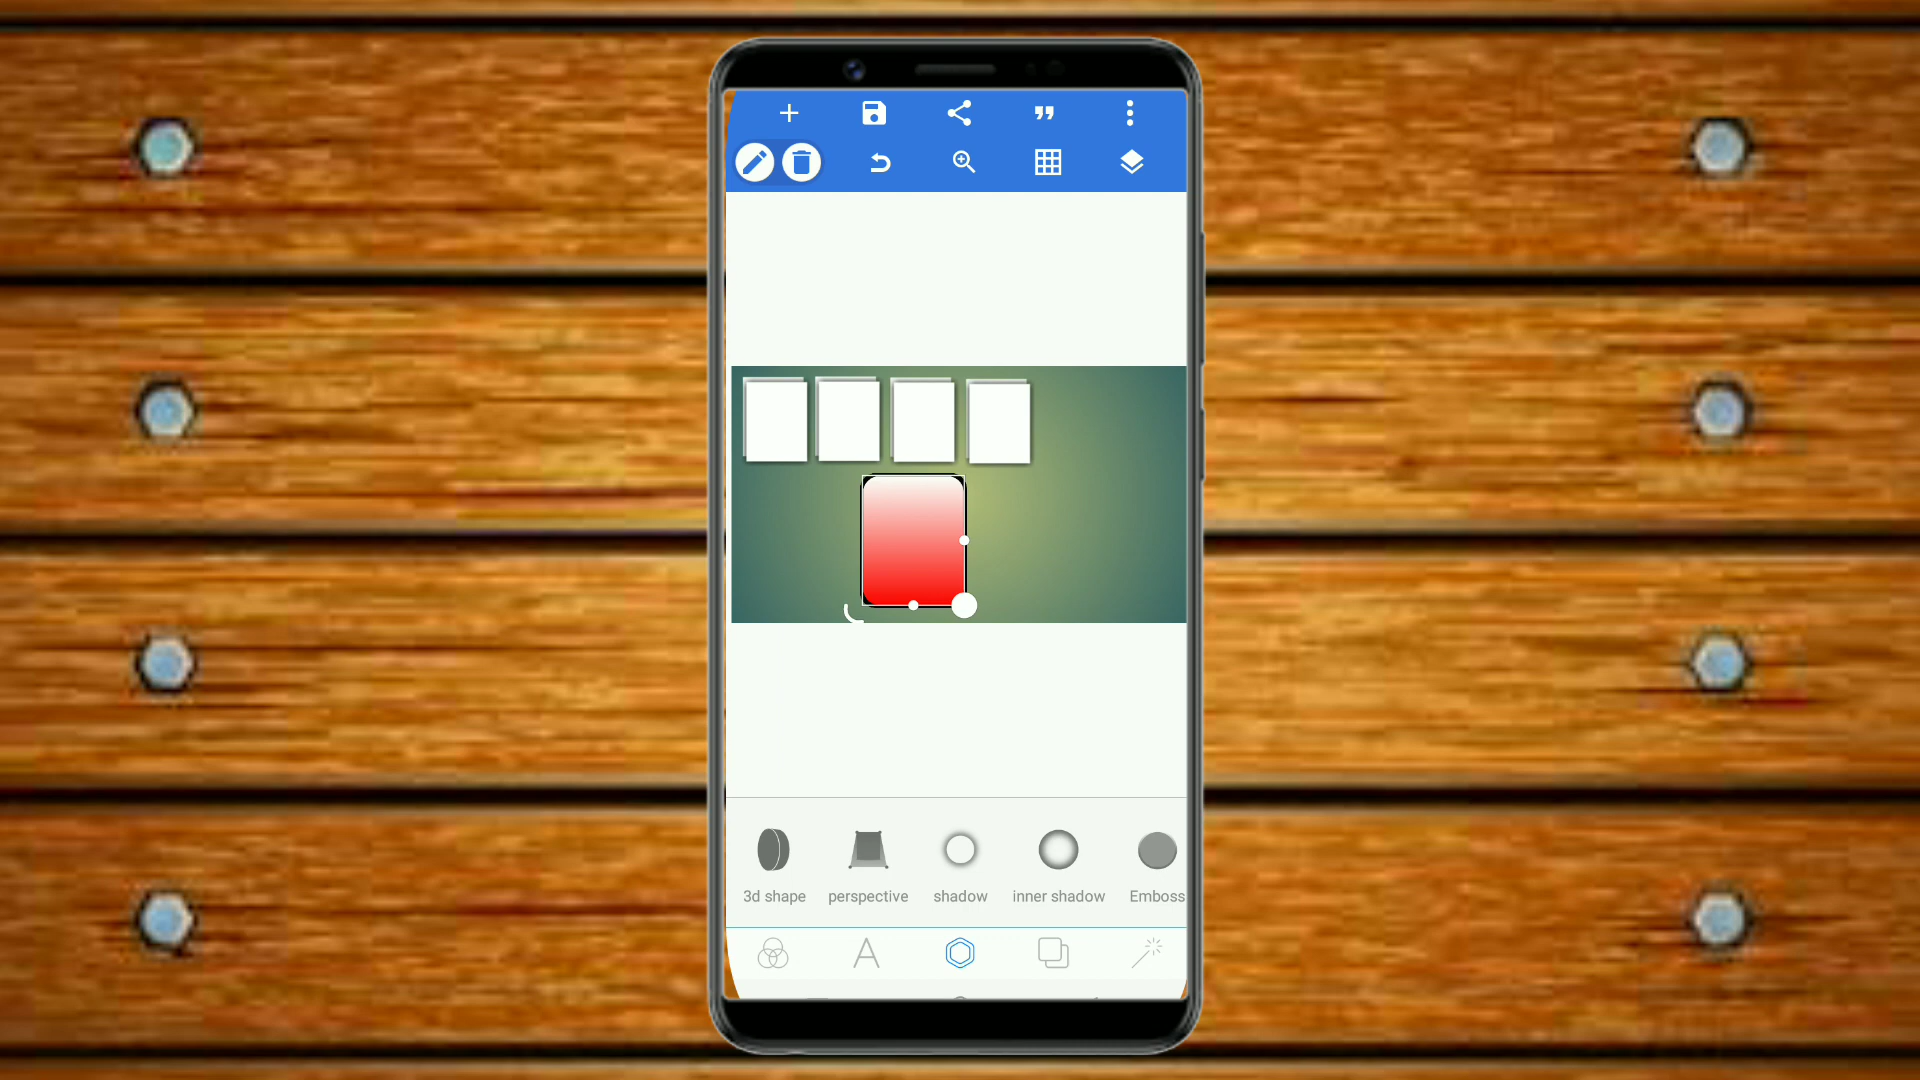 3d shape
perspective
shadow
inner shadow
Emboss